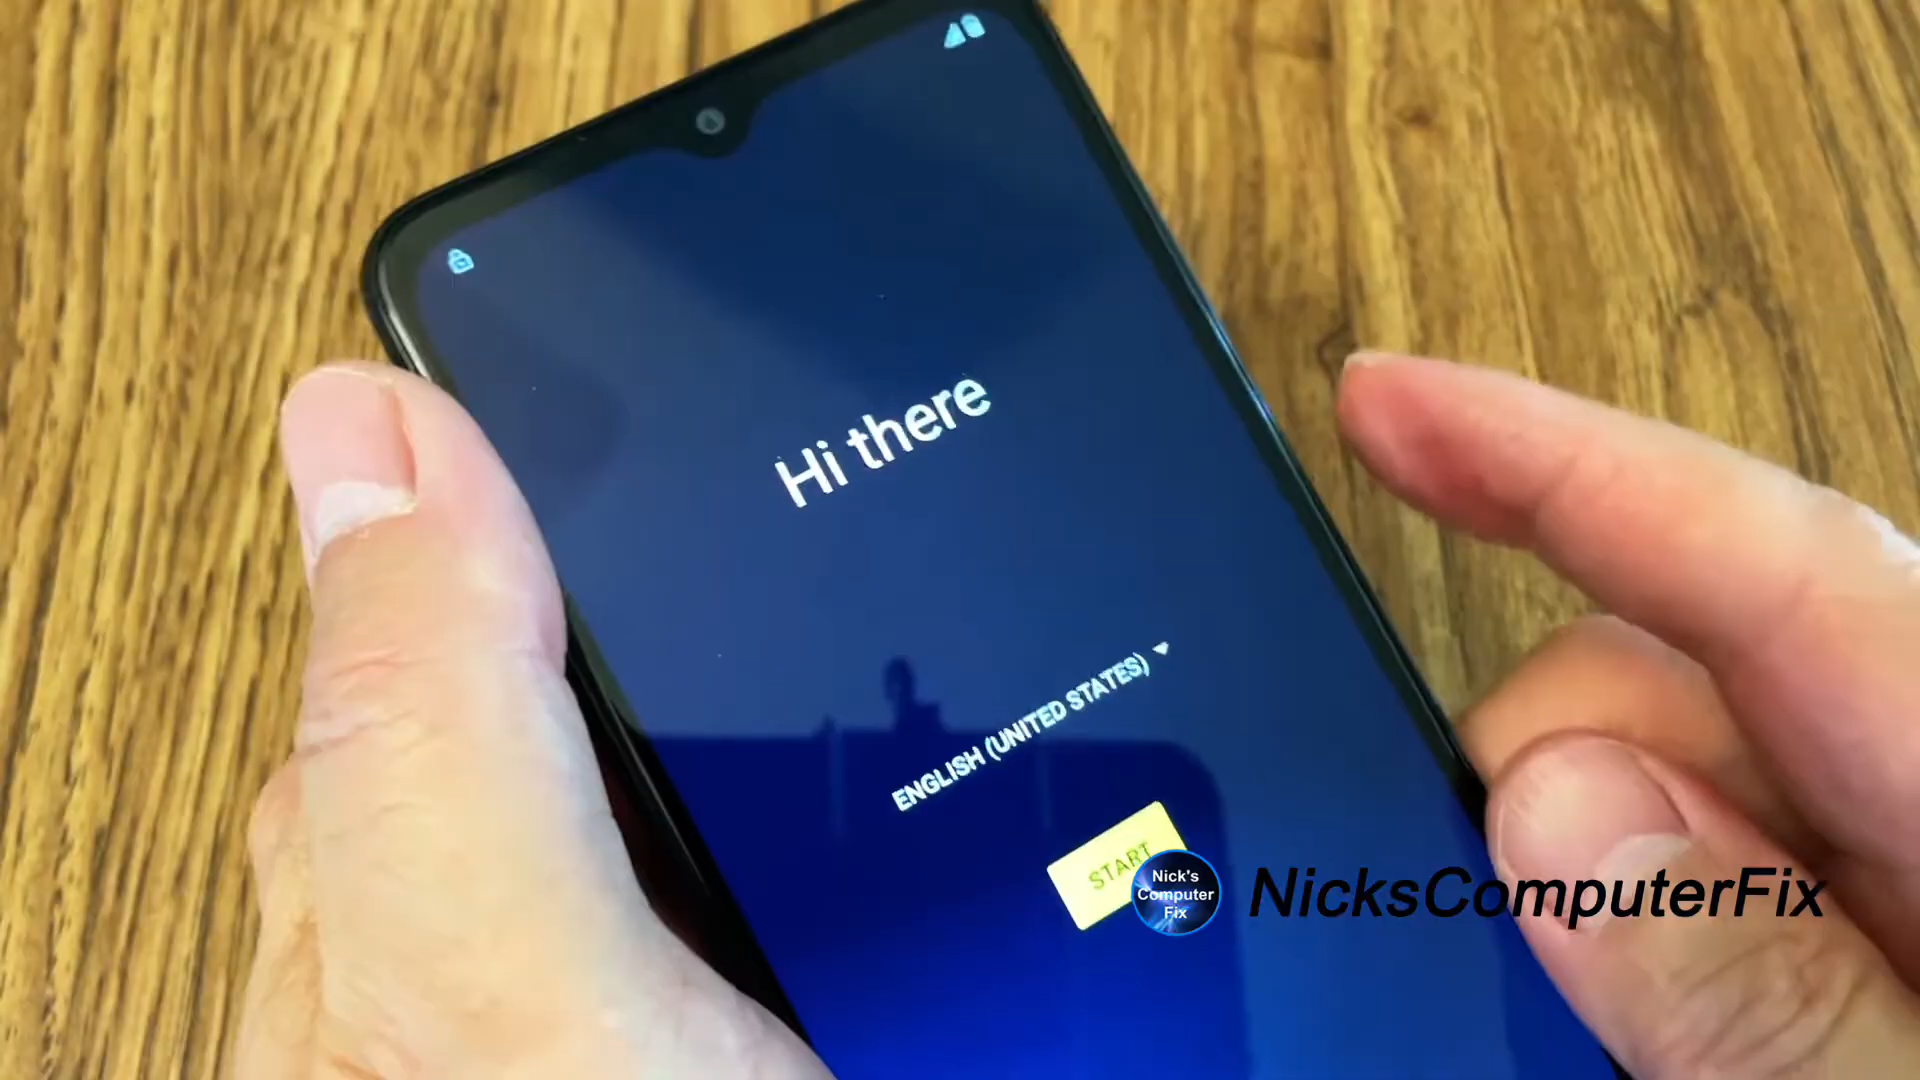 Hi there
ENGLISH (UNITED STATES)
START
Nick's
Computer
Fix
NicksComputerFix